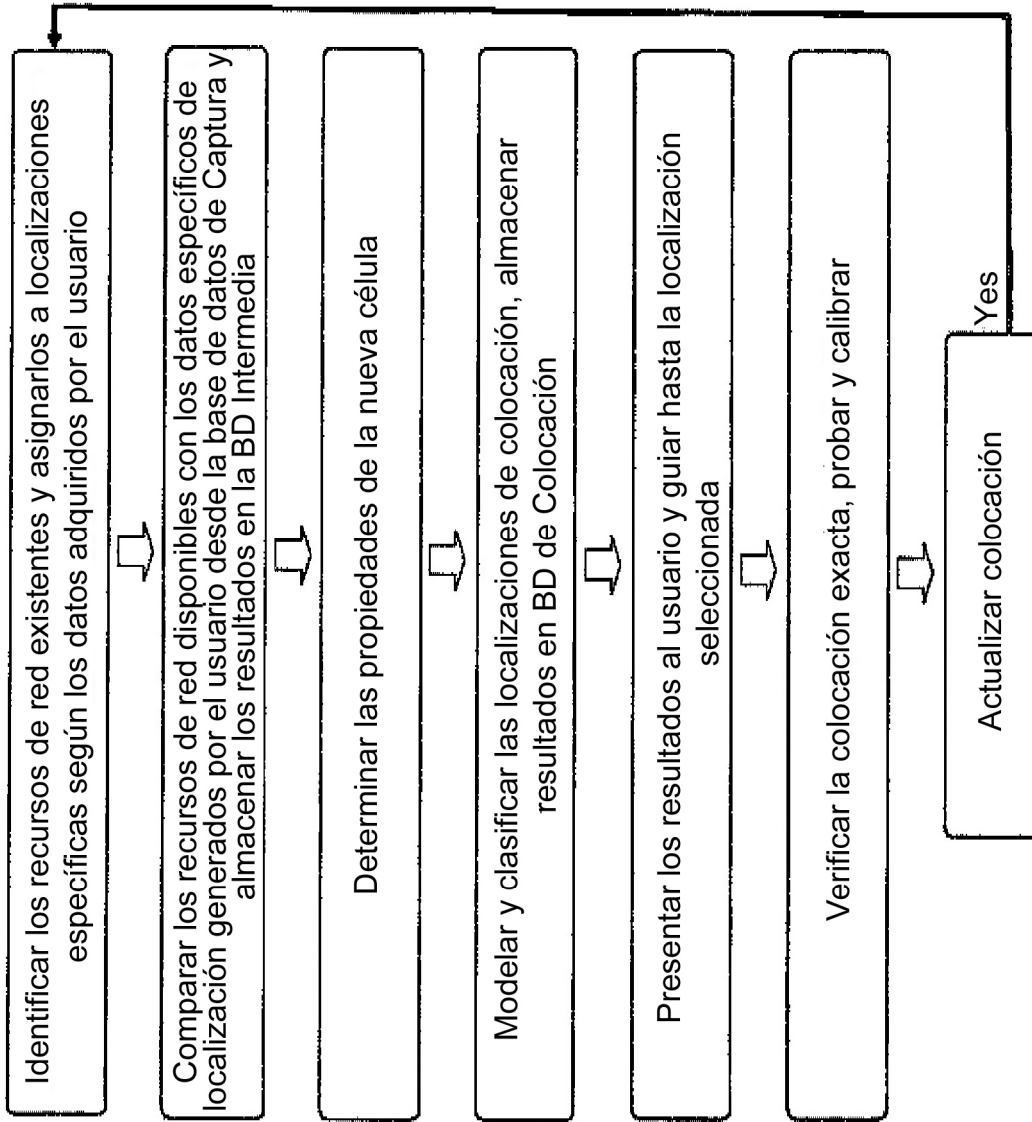 Identificar los recursos de red existentes y asignarlos a localizaciones
específicas según los datos adquiridos por el usuario
Comparar los recursos de red disponibles con los datos específicos de
localización generados por el usuario desde la base de datos de Captura y
almacenar los resultados en la BD Intermedia
Determinar las propiedades de la nueva célula
Modelar y clasificar las localizaciones de colocación, almacenar
resultados en BD de Colocación
Presentar los resultados al usuario y guiar hasta la localización
seleccionada
Verificar la colocación exacta, probar y calibrar
Actualizar colocación
Yes